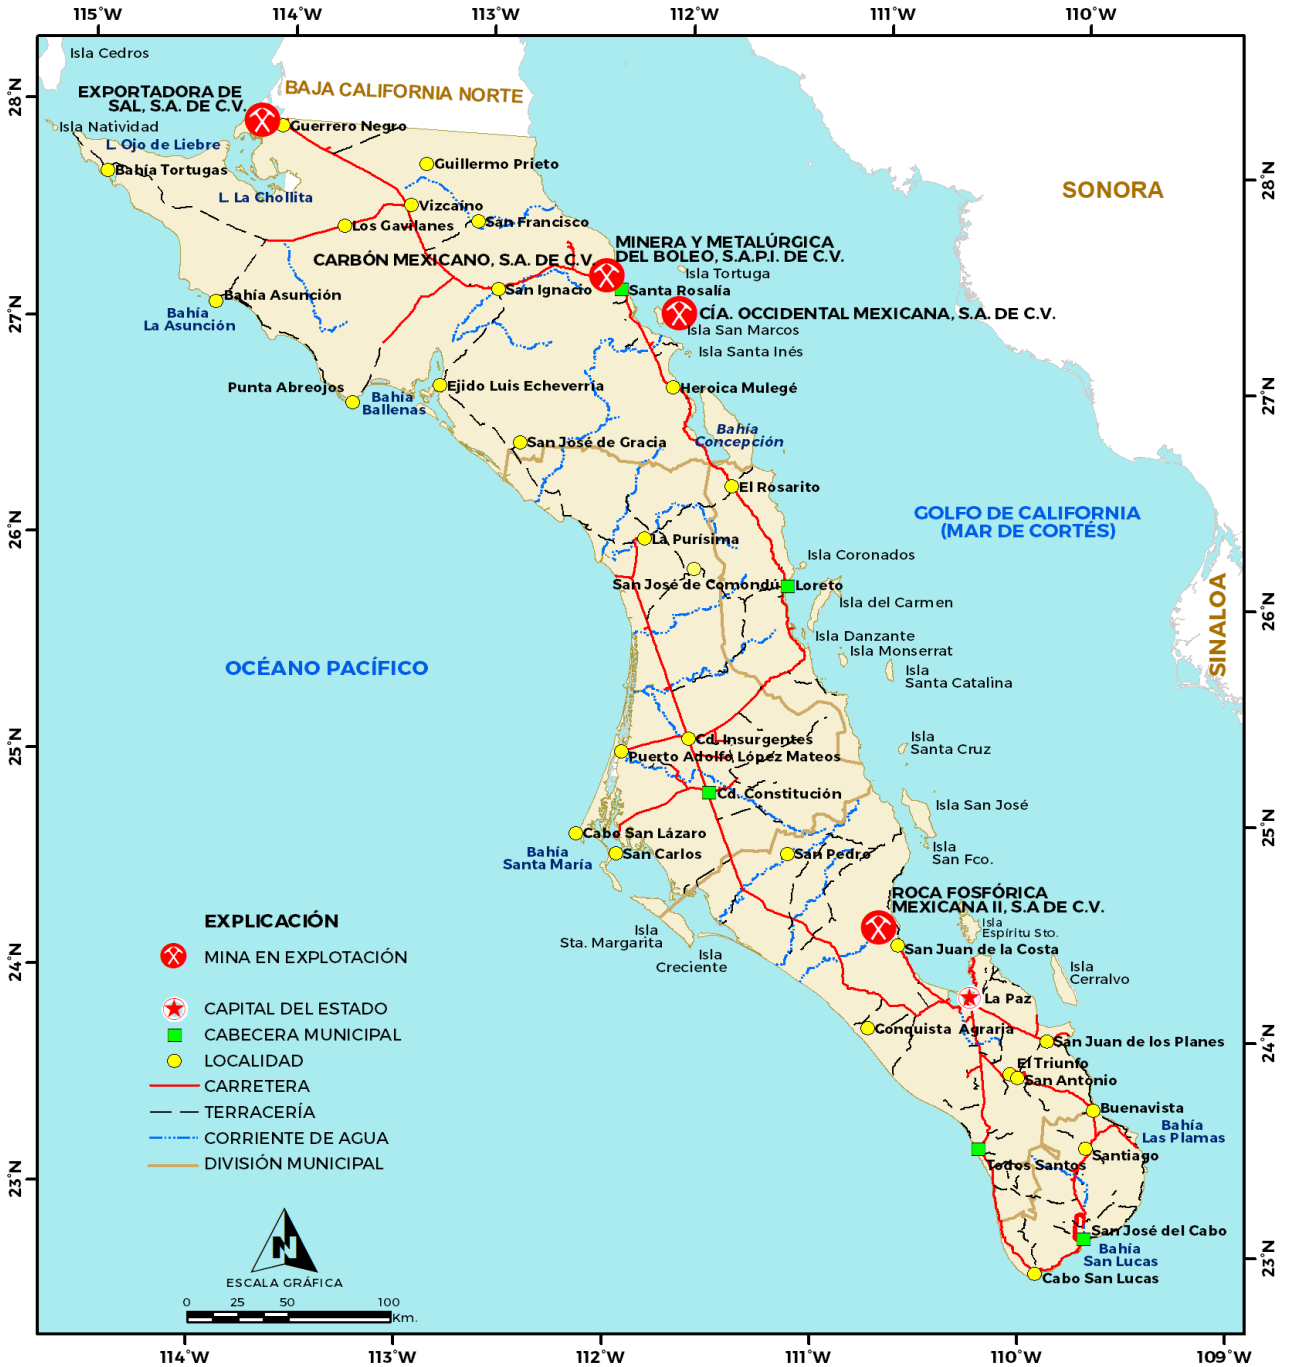 115°W
114°W
113°W
112°W
111°W
110°W
28°N
27°N
26°N
25°N
24°N
23°N
Isla Cedros
EXPORTADORA DE
SAL, S.A. DE C.V.
BAJA CALIFORNIA NORTE
Isla Natividad
Guerrero Negro
L. Ojo de Liebre
Bahía Tortugas
Guillermo Prieto
L. La Chollita
Vizcaíno
Los Gavilanes
San Francisco
SONORA
CARBÓN MEXICANO, S.A. DE C.V.
MINERA Y METALÚRGICA
DEL BOLEO, S.A.P.I. DE C.V.
Isla Tortuga
San Ignacio
Santa Rosalía
Bahía Asunción
Bahía
La Asunción
CÍA. OCCIDENTAL MEXICANA, S.A. DE C.V.
Isla San Marcos
Isla Santa Inés
Punta Abreojos
Bahía
Ballenas
Ejido Luis Echeverría
Heroica Mulegé
Bahía
Concepción
San José de Gracia
El Rosarito
GOLFO DE CALIFORNIA
(MAR DE CORTÉS)
La Purísima
Isla Coronados
San José de Comondú
Loreto
Isla del Carmen
SINALOA
Isla Danzante
Isla Monserrat
OCÉANO PACÍFICO
Isla
Santa Catalina
Cd. Insurgentes
Puerto Adolfo López Mateos
Isla
Santa Cruz
Cd. Constitución
Isla San José
Cabo San Lázaro
Bahía
Santa María
San Carlos
San Pedro
Isla
San Fco.
ROCA FOSFÓRICA
MEXICANA II, S.A DE C.V.
Isla
Espíritu Sto.
Isla
Sta. Margarita
Isla
Creciente
San Juan de la Costa
Isla
Cerralvo
La Paz
Conquista Agraria
San Juan de los Planes
El Triunfo
San Antonio
Buenavista
Bahía
Las Plamas
Santiago
Todos Santos
San José del Cabo
Bahía
San Lucas
Cabo San Lucas
EXPLICACIÓN
MINA EN EXPLOTACIÓN
CAPITAL DEL ESTADO
CABECERA MUNICIPAL
LOCALIDAD
CARRETERA
TERRACERÍA
CORRIENTE DE AGUA
DIVISIÓN MUNICIPAL
N
ESCALA GRÁFICA
0
25
50
100
Km.
28°N
27°N
26°N
25°N
24°N
23°N
114°W
113°W
112°W
111°W
110°W
109°W